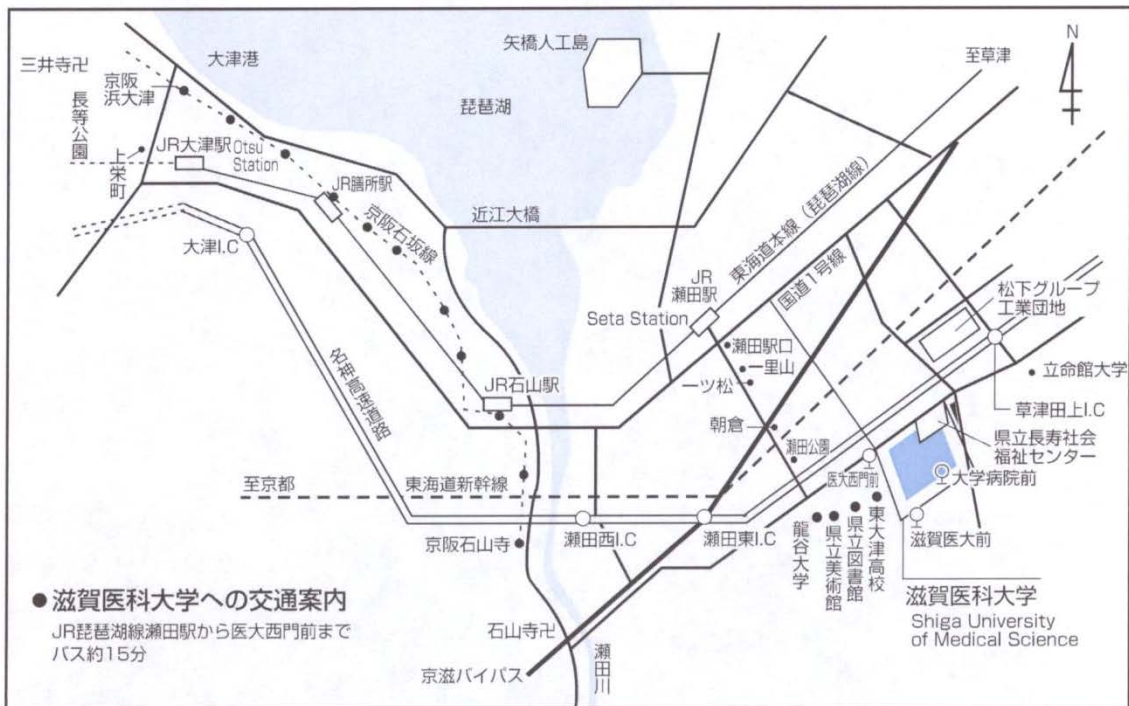 三井寺卍
大津港
矢橋人工島
至草津
N
京阪
浜大津
長等公園
琵琶湖
上栄町
JR大津駅
Otsu
Station
JR膳所駅
京阪石坂線
近江大橋
東海道本線（琵琶湖線）
国道1号線
大津I.C
JR
瀬田駅
Seta Station
松下グループ
工業団地
瀬田駅口
一里山
一ツ松
立命館大学
名神高速道路
JR石山駅
朝倉
草津田上I.C
瀬田公園
県立長寿社会
福祉センター
医大西門前
大学病院前
至京都
東海道新幹線
京阪石山寺
瀬田西I.C
瀬田東I.C
龍谷大学
県立美術館
県立図書館
東大津高校
滋賀医大前
滋賀医科大学
Shiga University
of Medical Science
●滋賀医科大学への交通案内
JR琵琶湖線瀬田駅から医大西門前まで
バス約15分
石山寺卍
瀬田川
京滋バイパス